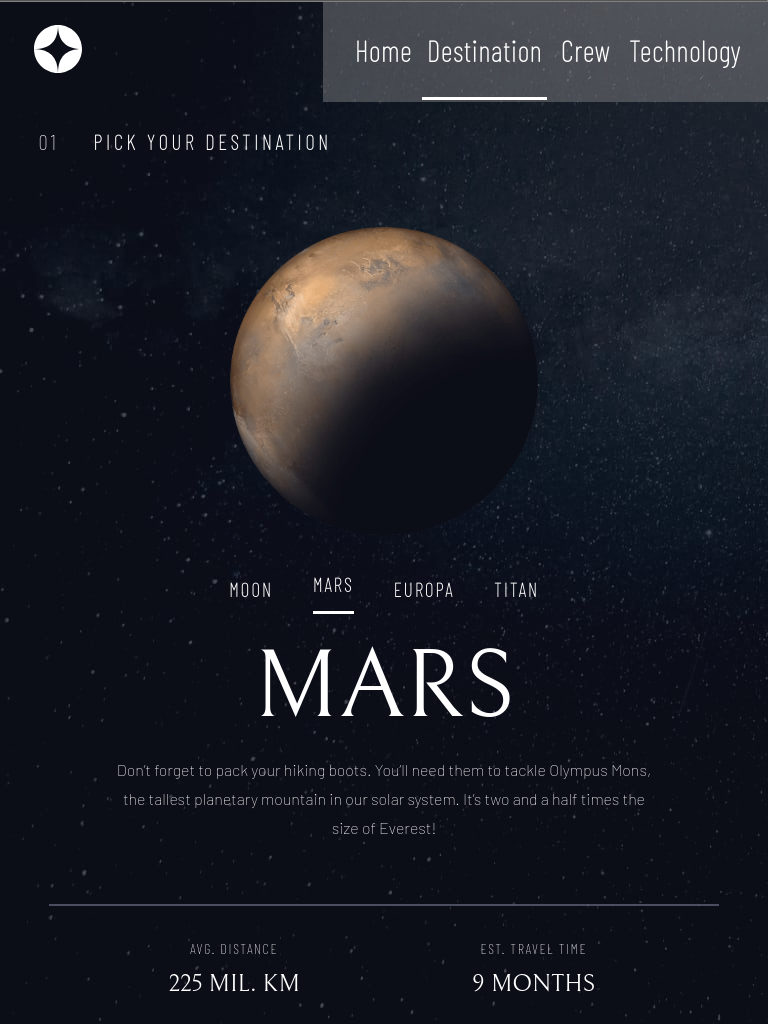 Home Destination Crew Technology
01 PICK YOUR DESTINATION
MOON MARS EUROPA TITAN
MARS
Don't forget to pack your hiking boots. You'll need them to tackle Olympus Mons,
the tallest planetary mountain in our solar system. It's two and a half times the
size of Everest!
AVG. DISTANCE EST. TRAVEL TIME
225 MIL. KM 9 MONTHS